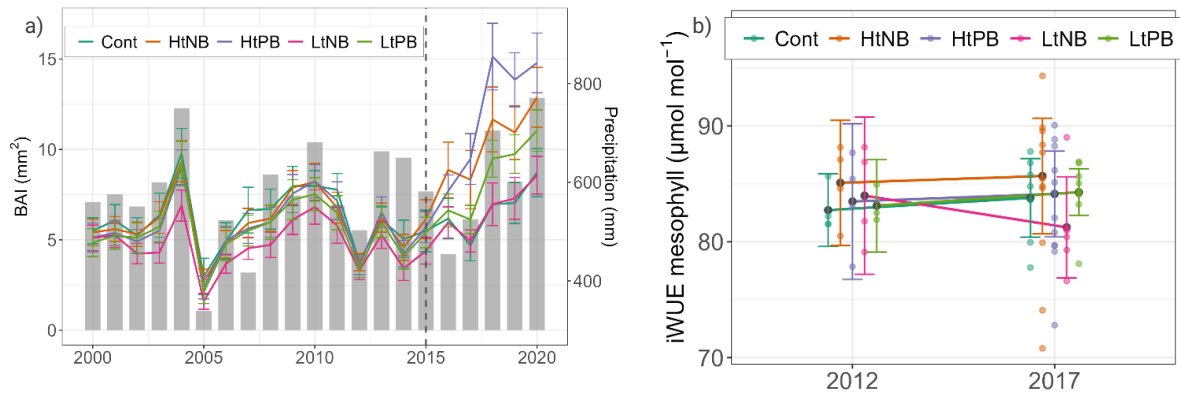 a)
Cont HtNB HtPB LtNB LtPB
BAI (mm²)
15
10
5
0
Precipitation (mm)
800
600
400
2000 2005 2010 2015 2020
b)
Cont HtNB HtPB LtNB LtPB
iWUE mesophyll (μmol mol⁻¹)
90
80
70
2012 2017